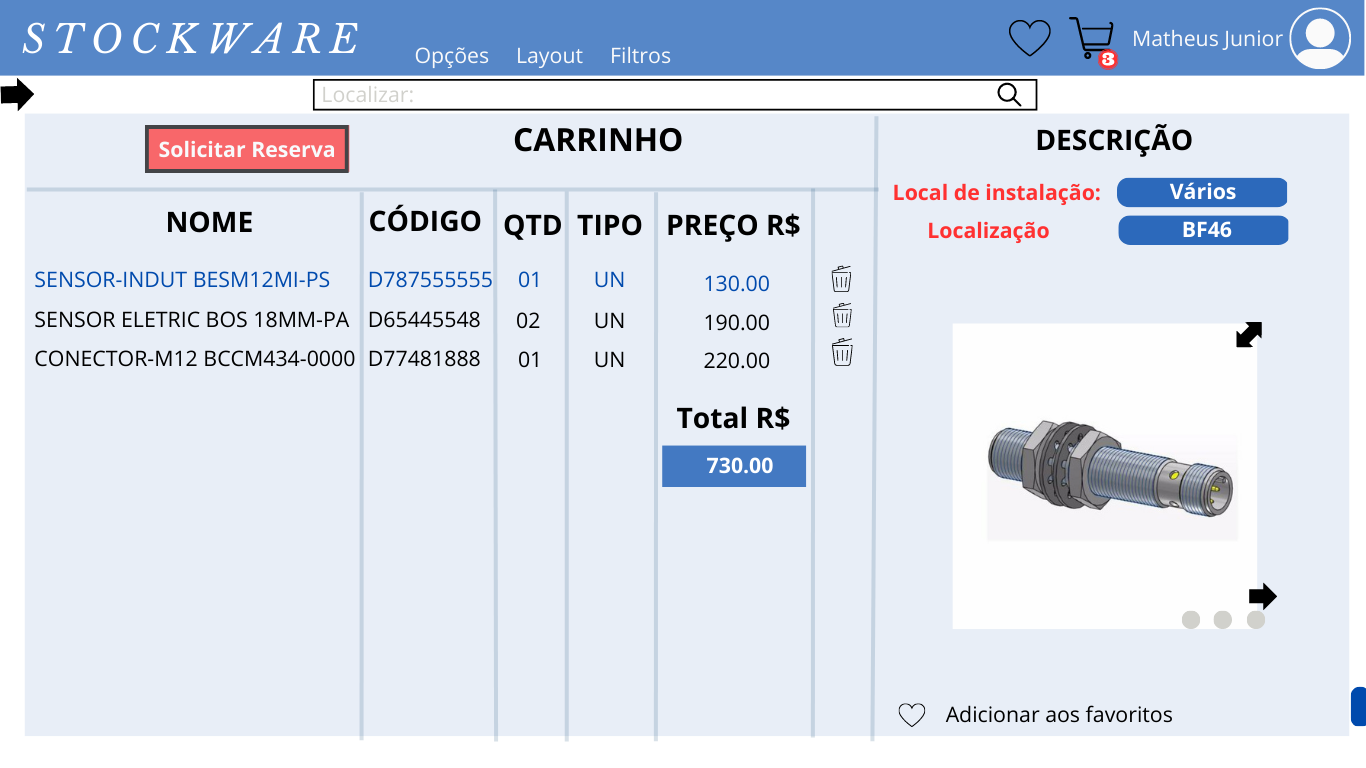 STOCKWARE
Opções Layout Filtros
3
Matheus Junior
Localizar:
Solicitar Reserva
CARRINHO
NOME CÓDIGO QTD TIPO PREÇO R$
SENSOR-INDUT BESM12MI-PS D787555555 01 UN 130.00
SENSOR ELETRIC BOS 18MM-PA D65445548 02 UN 190.00
CONECTOR-M12 BCCM434-0000 D77481888 01 UN 220.00
Total R$
730.00
DESCRIÇÃO
Local de instalação: Vários
Localização BF46
Adicionar aos favoritos